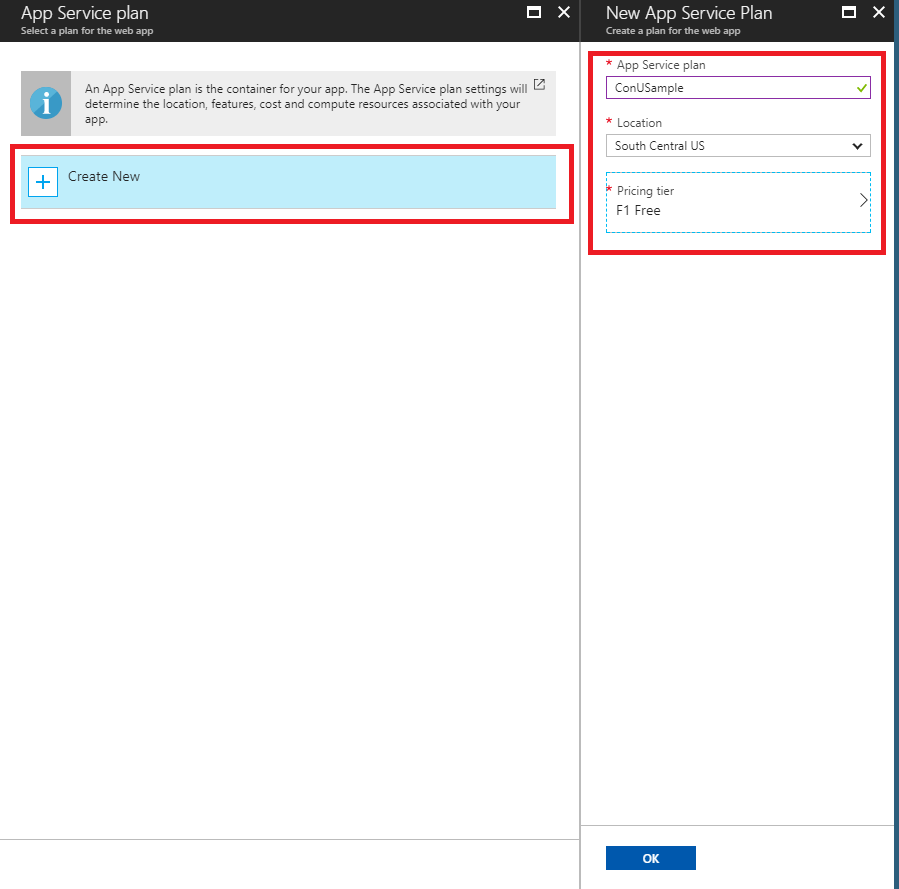 App Service plan
Select a plan for the web app
An App Service plan is the container for your app. The App Service plan settings will
determine the location, features, cost and compute resources associated with your
app.
Create New
New App Service Plan
Create a plan for the web app
* App Service plan
ConUSample
* Location
South Central US
* Pricing tier
F1 Free
OK